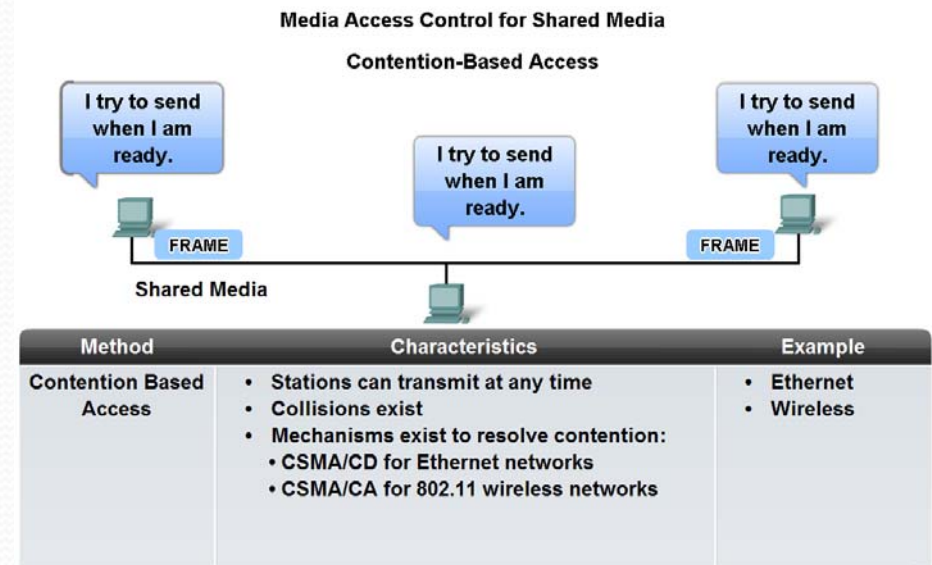 Media Access Control for Shared Media
Contention-Based Access
I try to send
when I am
ready.
I try to send
when I am
ready.
I try to send
when I am
ready.
FRAME
FRAME
Shared Media
Method
Characteristics
Example
Contention Based
Access
• Stations can transmit at any time
• Collisions exist
• Mechanisms exist to resolve contention:
• CSMA/CD for Ethernet networks
• CSMA/CA for 802.11 wireless networks
• Ethernet
• Wireless